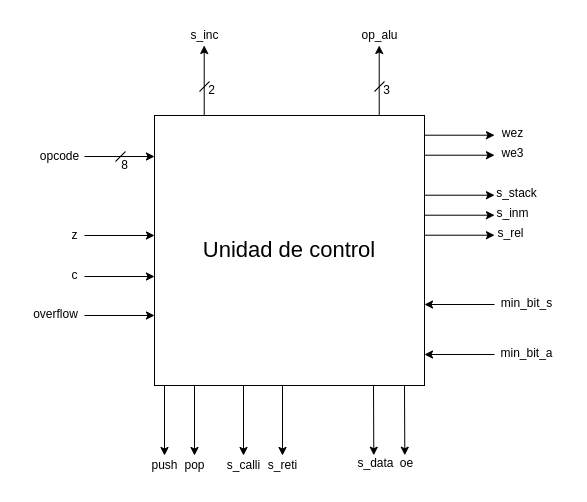 s_inc
op_alu
2
3
wez
opcode
we3
8
s_stack
s_inm
z
s_rel
Unidad de control
c
min_bit_s
overflow
min_bit_a
push pop s_calli s_reti s_data oe